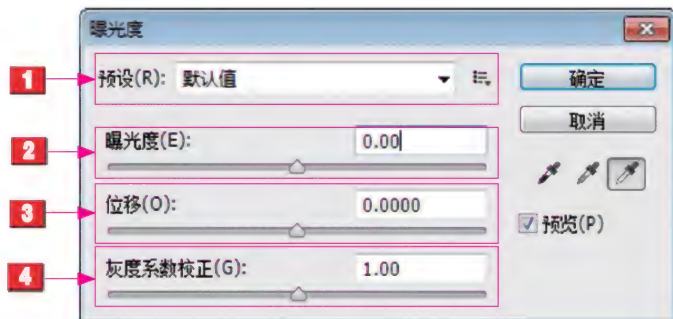 曝光度
1 预设(R): 默认值 确定
取消
2 曝光度(E): 0.00
3 位移(O): 0.0000
预览(P)
4 灰度系数校正(G): 1.00